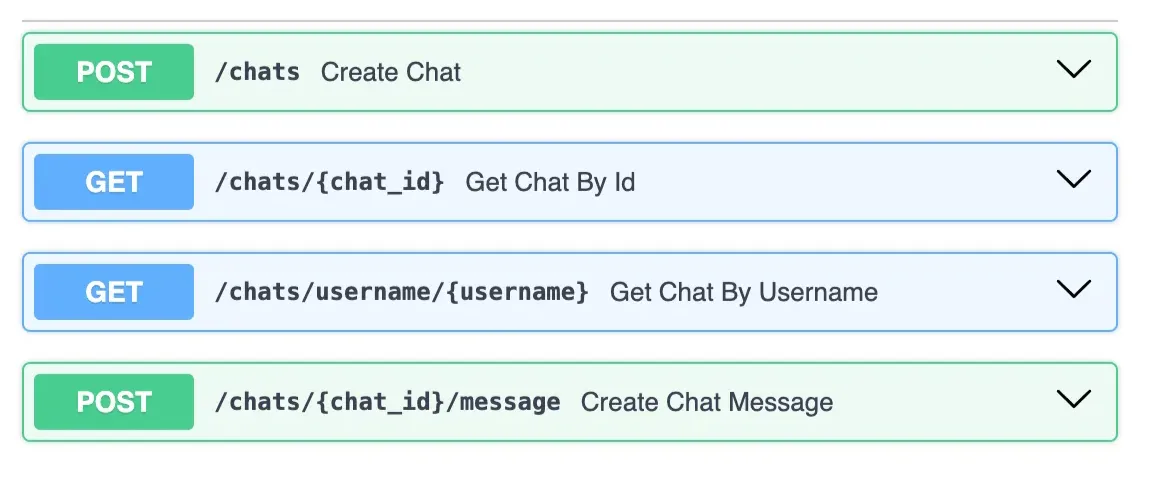 POST /chats Create Chat
GET /chats/{chat_id} Get Chat By Id
GET /chats/username/{username} Get Chat By Username
POST /chats/{chat_id}/message Create Chat Message